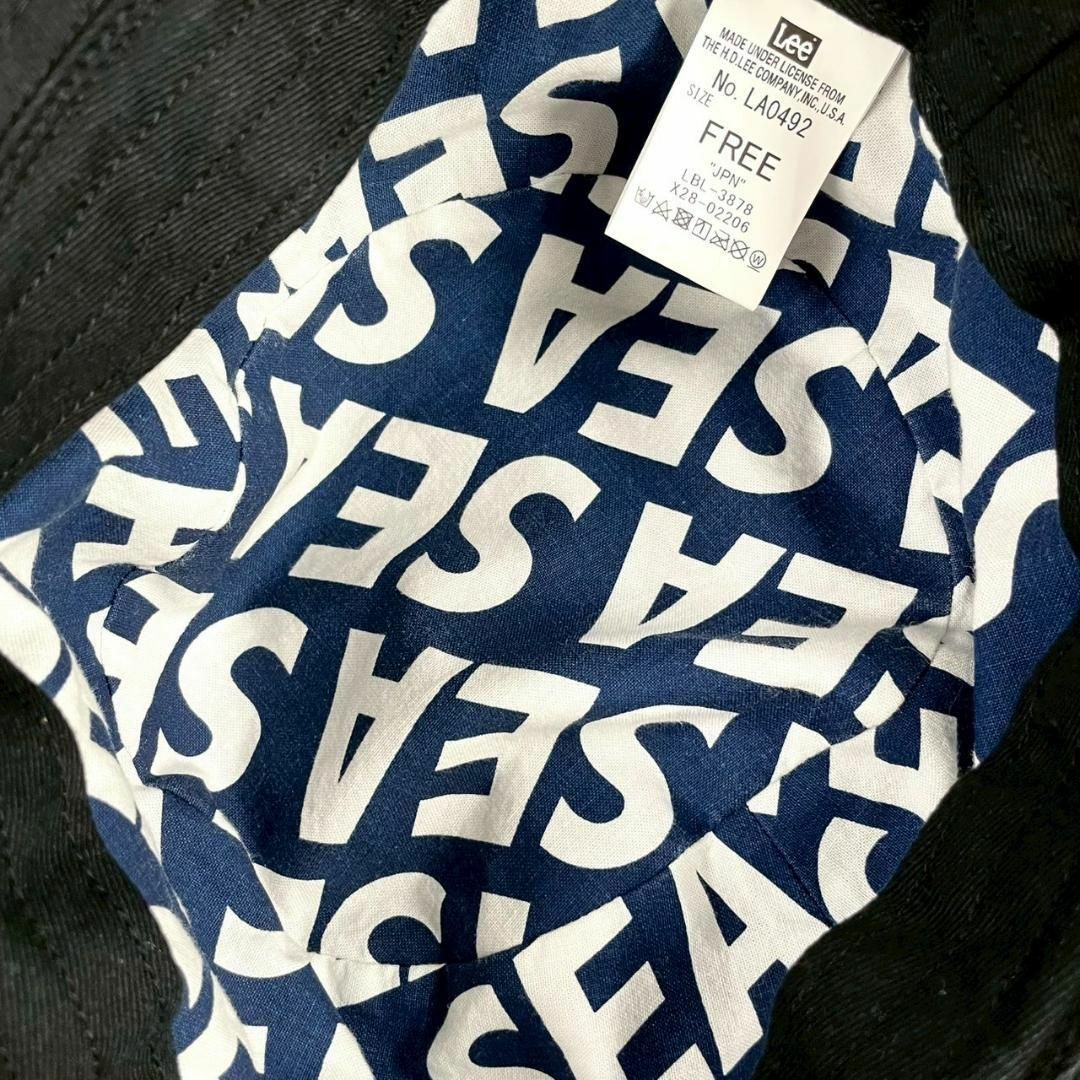 Lee
MADE UNDER LICENSE FROM
THE H.D.LEE COMPANY,INC.,U.S.A.
No. LA0492
SIZE
FREE
"JPN"
LBL-3878
X28-02206
W
SEA
SEA
SEA
SEA
SEA
SEA
SEA